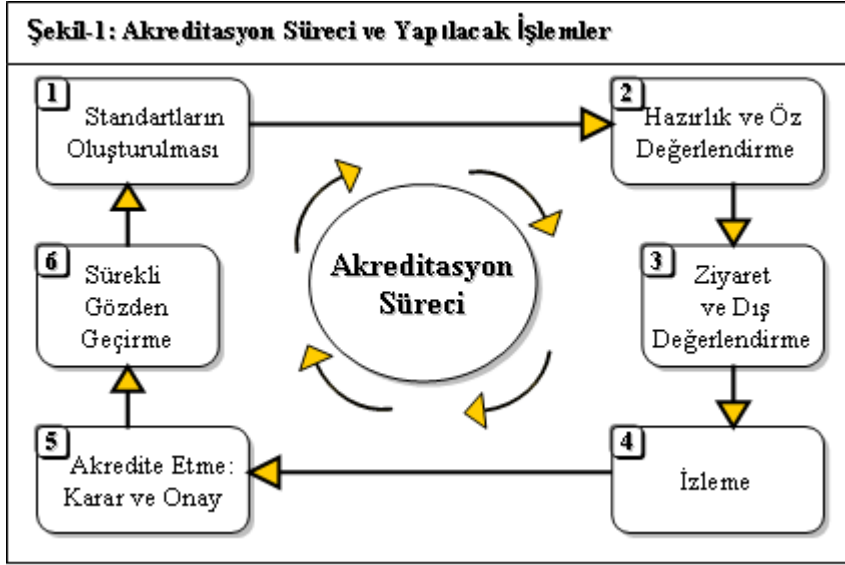 Şekil-1: Akreditasyon Süreci ve Yapılacak İşlemler
1
Standartların
Oluşturulması
2
Hazırlık ve Öz
Değerlendirme
3
Ziyaret
ve Dış
Değerlendirme
4
İzleme
5
Akredite Etme:
Karar ve Onay
6
Sürekli
Gözden
Geçirme
Akreditasyon
Süreci